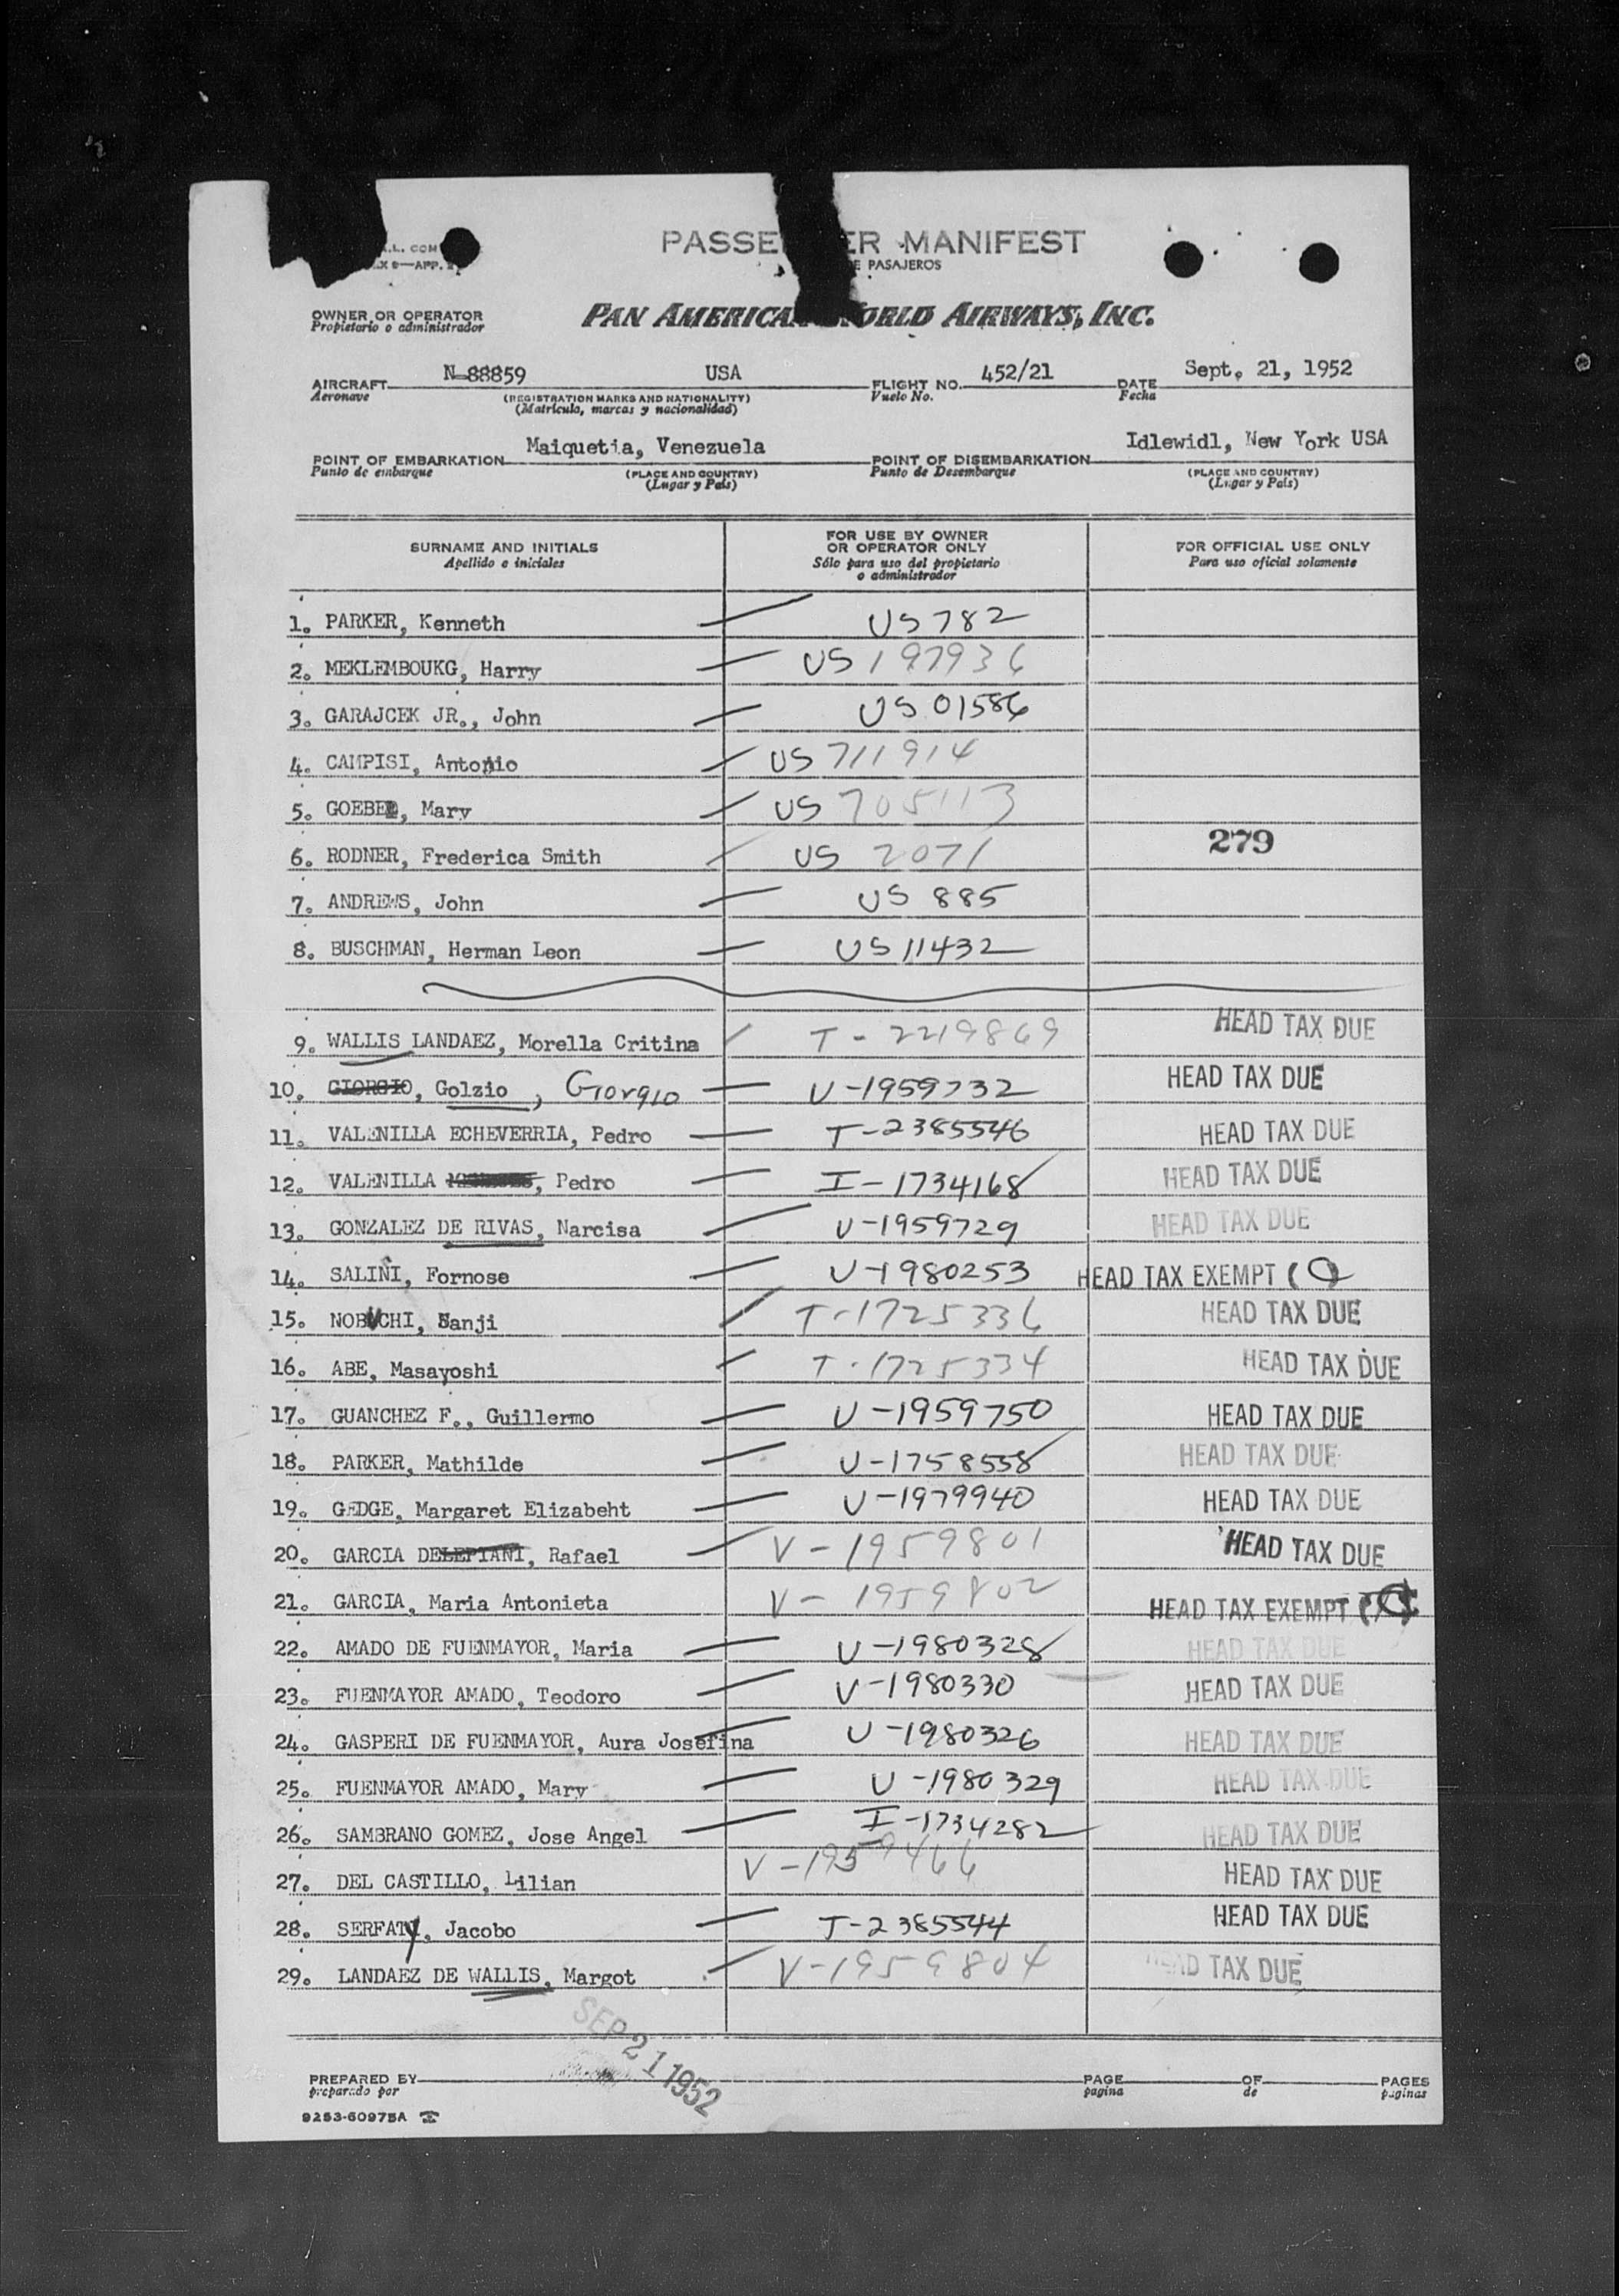 PASSE ER MANIFEST
E PASAJEROS
OWNER OR OPERATOR
Propietario o administrador
PAN AMERICAN WORLD AIRWAYS, INC.
AIRCRAFT N-88859 USA FLIGHT NO. 452/21 DATE Sept. 21, 1952
Aeronave (REGISTRATION MARKS AND NATIONALITY) Vuelo No. Fecha
(Matrícula, marcas y nacionalidad)
POINT OF EMBARKATION Maiquetia, Venezuela POINT OF DISEMBARKATION Idlewidl, New York USA
Punto de embarque (PLACE AND COUNTRY) Punto de Desembarque (PLACE AND COUNTRY)
(Lugar y País) (Lugar y País)
SURNAME AND INITIALS FOR USE BY OWNER OR OPERATOR ONLY FOR OFFICIAL USE ONLY
Apellido e iniciales Sólo para uso del propietario o administrador Para uso oficial solamente
1. PARKER, Kenneth US 782
2. MEKLEMBOUKG, Harry US 197936
3. GARAJCEK JR., John US 01586
4. CAMPISI, Antonio US 711914
5. GOEBEL, Mary US 705113
6. RODNER, Frederica Smith US 2071 279
7. ANDREWS, John US 885
8. BUSCHMAN, Herman Leon US 11432
9. WALLIS LANDAEZ, Morella Critina T-2219869 HEAD TAX DUE
10. GIORGIO, Golzio, Giorgio V-1959732 HEAD TAX DUE
11. VALENILLA ECHEVERRIA, Pedro T-2385546 HEAD TAX DUE
12. VALENILLA , Pedro I-1734168 HEAD TAX DUE
13. GONZALEZ DE RIVAS, Narcisa V-1959729 HEAD TAX DUE
14. SALINI, Fornose V-1980253 HEAD TAX EXEMPT
15. NOBUCHI, Sanji T-1725336 HEAD TAX DUE
16. ABE, Masayoshi T-1725334 HEAD TAX DUE
17. GUANCHEZ F., Guillermo V-1959750 HEAD TAX DUE
18. PARKER, Mathilde V-1758558 HEAD TAX DUE
19. GEDGE, Margaret Elizabeht V-1979940 HEAD TAX DUE
20. GARCIA DELEPIANI, Rafael V-1959801 HEAD TAX DUE
21. GARCIA, Maria Antonieta V-1959802 HEAD TAX EXEMPT
22. AMADO DE FUENMAYOR, Maria V-1980328 HEAD TAX DUE
23. FUENMAYOR AMADO, Teodoro V-1980330 HEAD TAX DUE
24. GASPERI DE FUENMAYOR, Aura Josefina V-1980326 HEAD TAX DUE
25. FUENMAYOR AMADO, Mary V-1980329 HEAD TAX DUE
26. SAMBRANO GOMEZ, Jose Angel I-1734282 HEAD TAX DUE
27. DEL CASTILLO, Lilian V-1959466 HEAD TAX DUE
28. SERFATY, Jacobo T-2385544 HEAD TAX DUE
29. LANDAEZ DE WALLIS, Margot V-1959804 HEAD TAX DUE
SEP 21 1952
PREPARED BY PAGE OF PAGES
preparado por pagina de paginas
9253-60975A